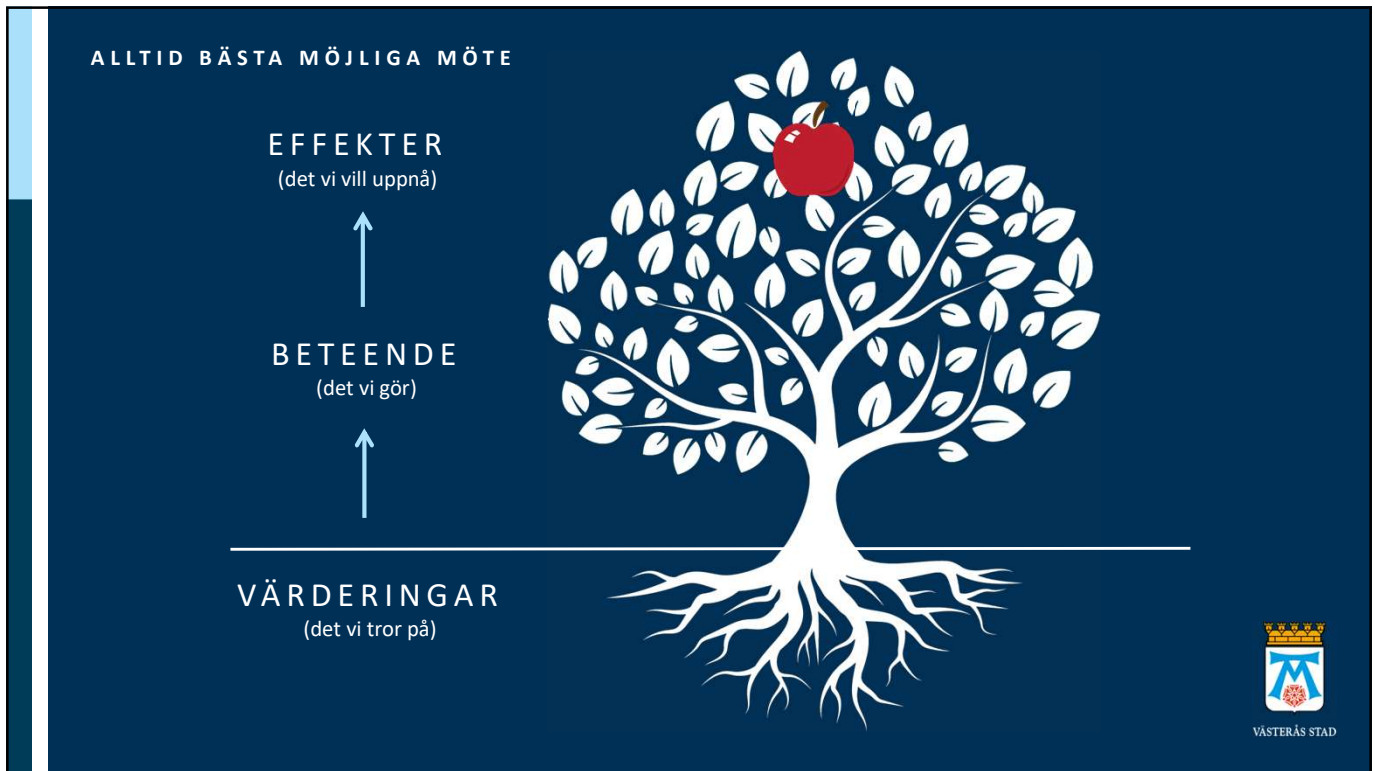 ALLTID BÄSTA MÖJLIGA MÖTE
EFFEKTER
(det vi vill uppnå)
BETEENDE
(det vi gör)
VÄRDERINGAR
(det vi tror på)
VÄSTERÅS STAD